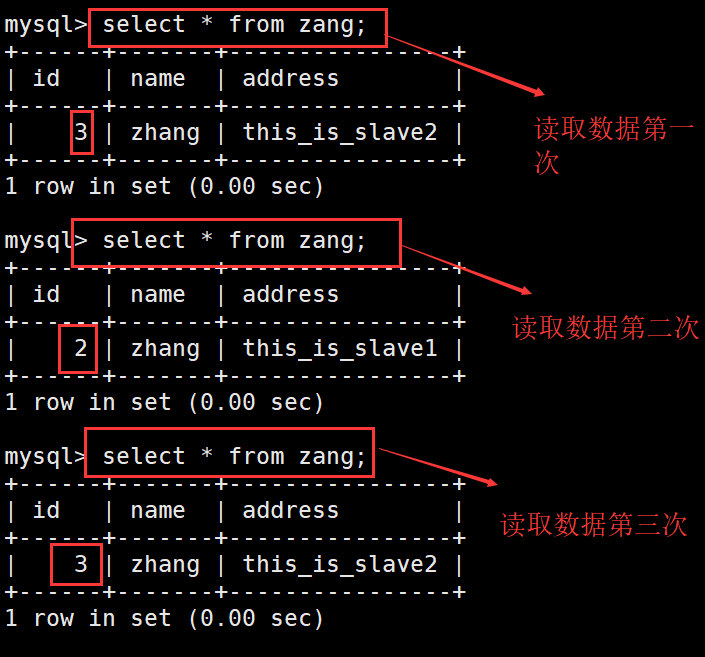 mysql> select * from zang;
+------+-------+----------------+
| id   | name  | address        |
+------+-------+----------------+
|    3 | zhang | this_is_slave2 |
+------+-------+----------------+
1 row in set (0.00 sec)
读取数据第一
次
mysql> select * from zang;
+------+-------+----------------+
| id   | name  | address        |
+------+-------+----------------+
|    2 | zhang | this_is_slave1 |
+------+-------+----------------+
1 row in set (0.00 sec)
读取数据第二次
mysql> select * from zang;
+------+-------+----------------+
| id   | name  | address        |
+------+-------+----------------+
|    3 | zhang | this_is_slave2 |
+------+-------+----------------+
1 row in set (0.00 sec)
读取数据第三次